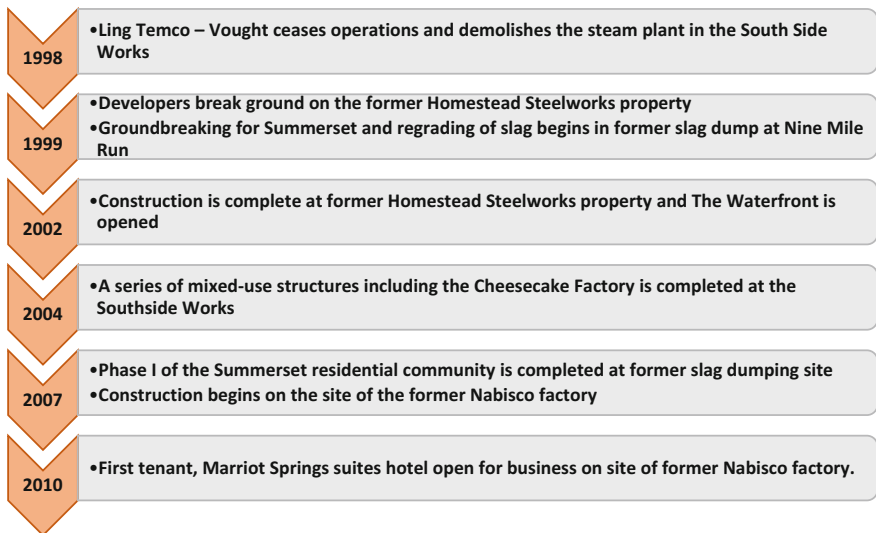 1998
•Ling Temco – Vought ceases operations and demolishes the steam plant in the South Side
Works
1999
•Developers break ground on the former Homestead Steelworks property
•Groundbreaking for Summerset and regrading of slag begins in former slag dump at Nine Mile
Run
2002
•Construction is complete at former Homestead Steelworks property and The Waterfront is
opened
2004
•A series of mixed-use structures including the Cheesecake Factory is completed at the
Southside Works
2007
•Phase I of the Summerset residential community is completed at former slag dumping site
•Construction begins on the site of the former Nabisco factory
2010
•First tenant, Marriot Springs suites hotel open for business on site of former Nabisco factory.